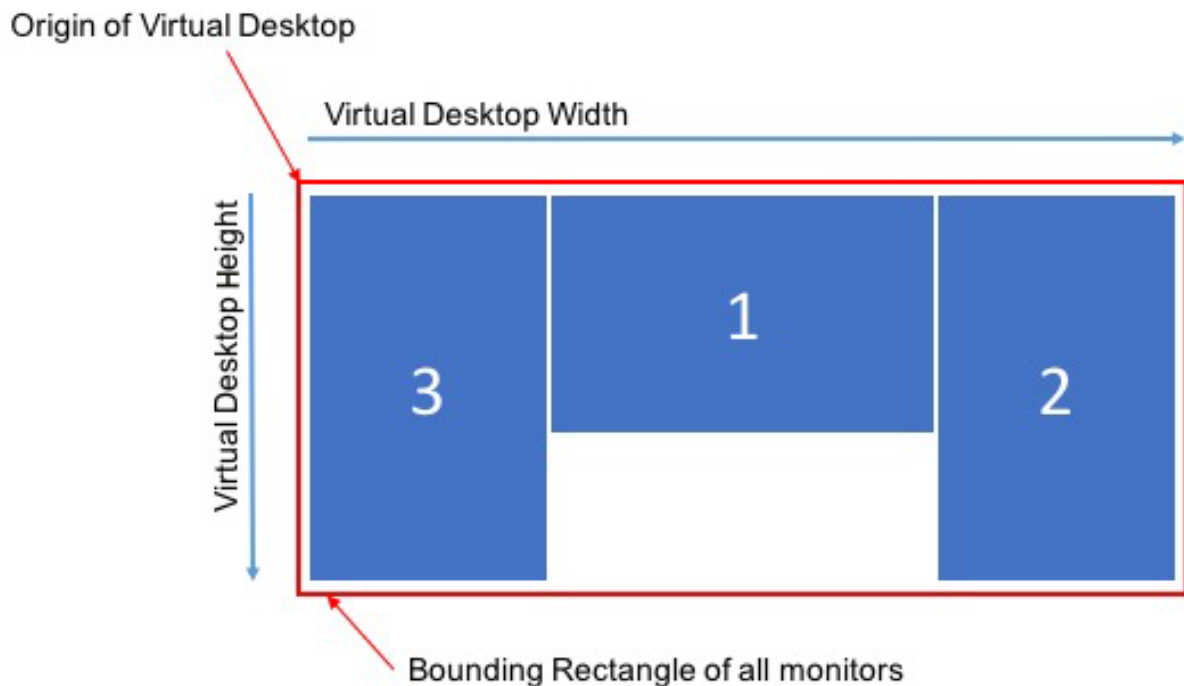 Origin of Virtual Desktop
Virtual Desktop Width
Virtual Desktop Height
3
1
2
Bounding Rectangle of all monitors